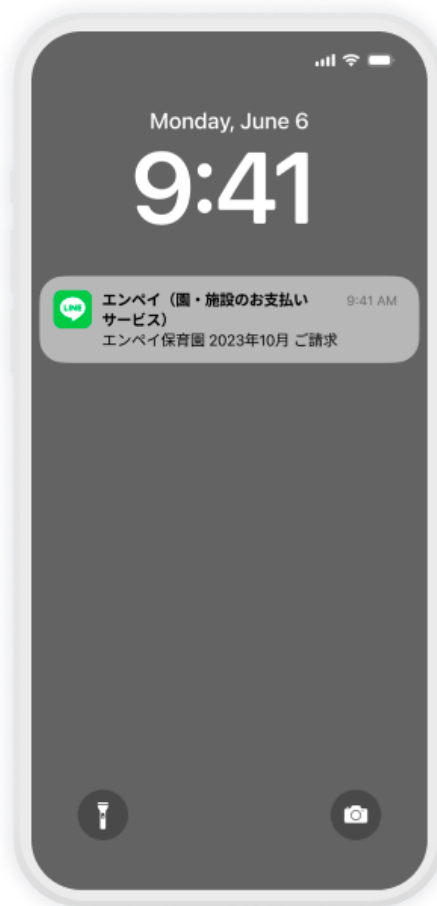 Monday, June 6
9:41
LINE
エンペイ（園・施設のお支払い
9:41 AM
サービス）
エンペイ保育園 2023年10月 ご請求